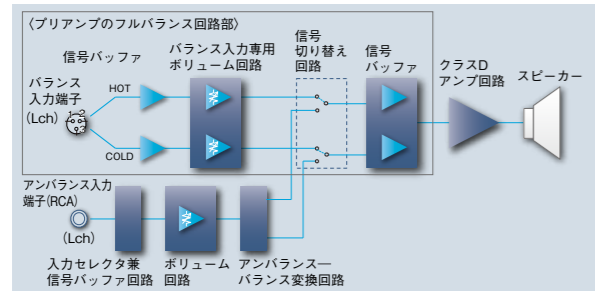 〈プリアンプのフルバランス回路部〉
信号バッファ
バランス入力専用
ボリューム回路
信号
切り替え
回路
信号
バッファ
クラスD
アンプ回路
スピーカー
バランス
入力端子
(Lch)
1
2
3
HOT
COLD
アンバランス入力
端子(RCA)
(Lch)
入力セレクタ兼
信号バッファ回路
ボリューム
回路
アンバランス―
バランス変換回路